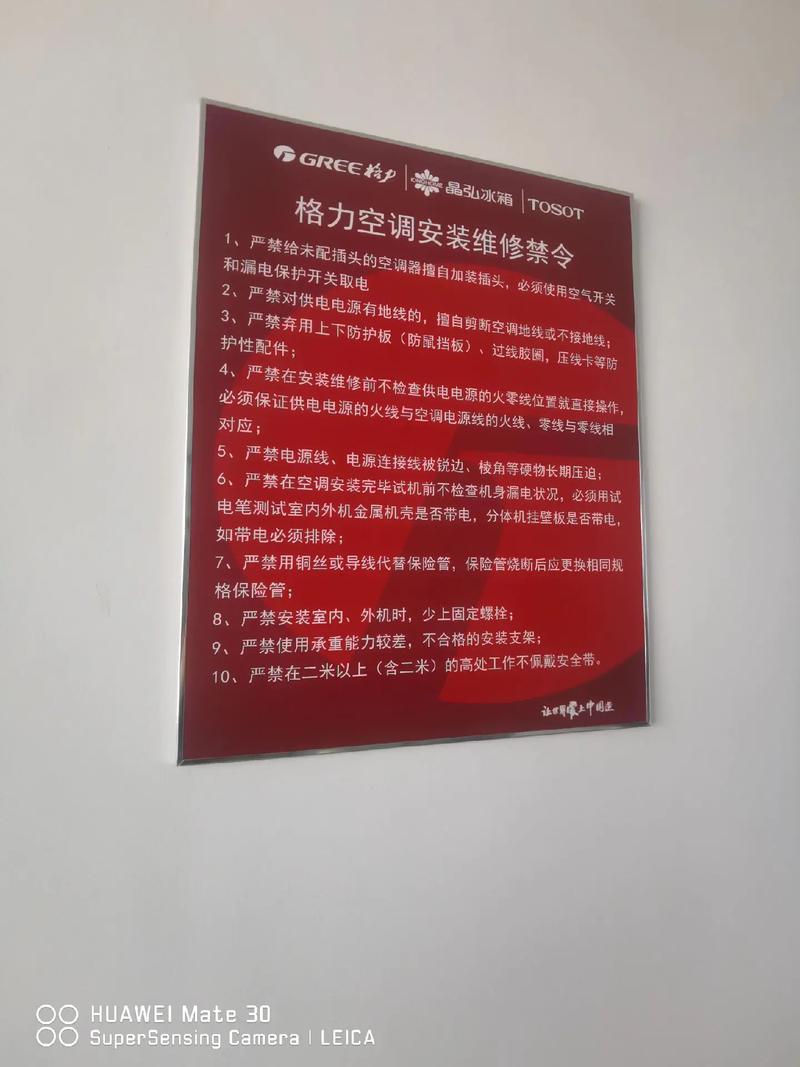 GREE 格力 KINGHOME 晶弘冰箱 TOSOT
格力空调安装维修禁令
1、严禁给未配插头的空调器擅自加装插头，必须使用空气开关
和漏电保护开关取电
2、严禁对供电电源有地线的，擅自剪断空调地线或不接地线；
3、严禁弃用上下防护板（防鼠挡板）、过线胶圈，压线卡等防
护性配件；
4、严禁在安装维修前不检查供电电源的火零线位置就直接操作，
必须保证供电电源的火线与空调电源线的火线、零线与零线相
对应；
5、严禁电源线、电源连接线被锐边、棱角等硬物长期压迫；
6、严禁在空调安装完毕试机前不检查机身漏电状况，必须用试
电笔测试室内外机金属机壳是否带电，分体机挂壁板是否带电，
如带电必须排除；
7、严禁用铜丝或导线代替保险管，保险管烧断后应更换相同规
格保险管；
8、严禁安装室内、外机时，少上固定螺栓；
9、严禁使用承重能力较差，不合格的安装支架；
10、严禁在二米以上（含二米）的高处工作不佩戴安全带。
让世界爱上中国造
HUAWEI Mate 30
SuperSensing Camera | LEICA